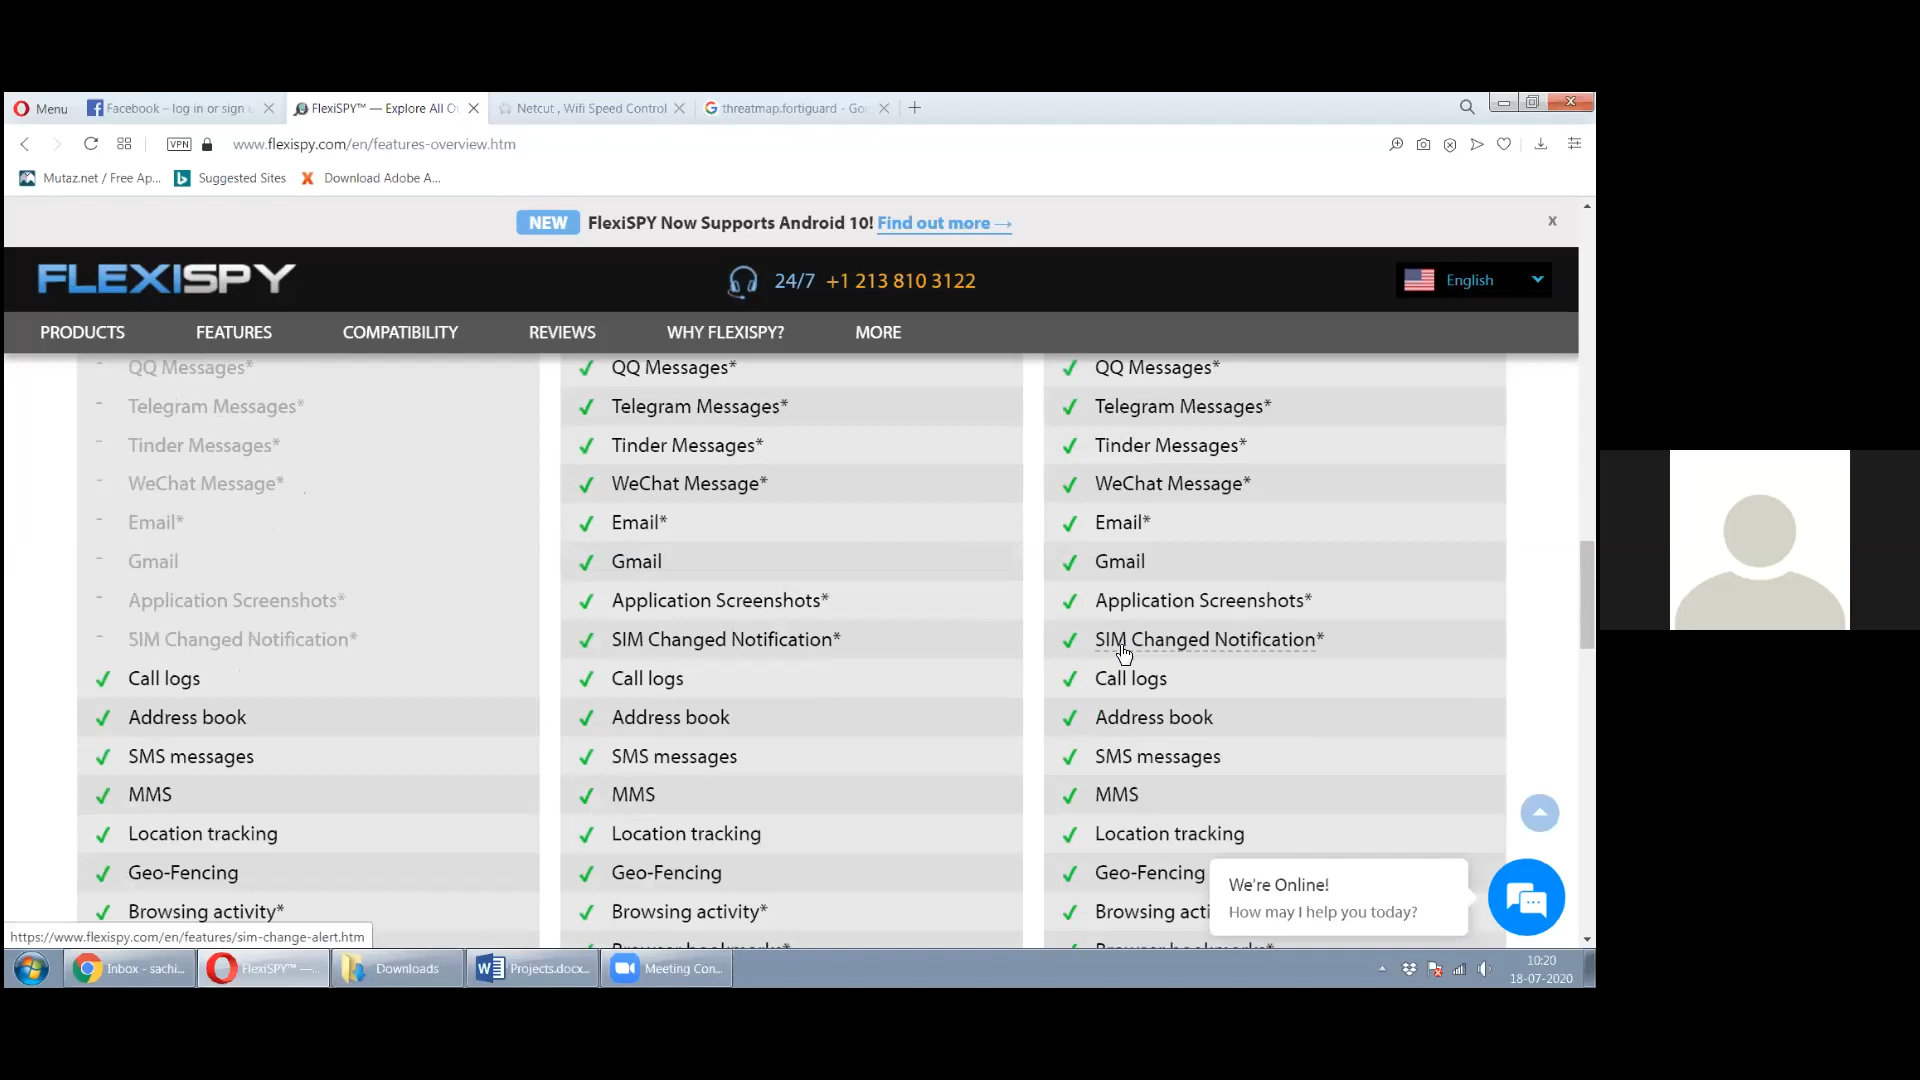 Menu
Facebook – log in or sign
FlexiSPY™ — Explore All O
Netcut , Wifi Speed Control
threatmap.fortiguard - Go
VPN
www.flexispy.com/en/features-overview.htm
Mutaz.net / Free Ap...
Suggested Sites
Download Adobe A...
NEW FlexiSPY Now Supports Android 10! Find out more →
x
FLEXISPY
24/7 +1 213 810 3122
English
PRODUCTS FEATURES COMPATIBILITY REVIEWS WHY FLEXISPY? MORE
- QQ Messages* ✓ QQ Messages* ✓ QQ Messages*
- Telegram Messages* ✓ Telegram Messages* ✓ Telegram Messages*
- Tinder Messages* ✓ Tinder Messages* ✓ Tinder Messages*
- WeChat Message* ✓ WeChat Message* ✓ WeChat Message*
- Email* ✓ Email* ✓ Email*
- Gmail ✓ Gmail ✓ Gmail
- Application Screenshots* ✓ Application Screenshots* ✓ Application Screenshots*
- SIM Changed Notification* ✓ SIM Changed Notification* ✓ SIM Changed Notification*
✓ Call logs ✓ Call logs ✓ Call logs
✓ Address book ✓ Address book ✓ Address book
✓ SMS messages ✓ SMS messages ✓ SMS messages
✓ MMS ✓ MMS ✓ MMS
✓ Location tracking ✓ Location tracking ✓ Location tracking
✓ Geo-Fencing ✓ Geo-Fencing ✓ Geo-Fencing
✓ Browsing activity* ✓ Browsing activity* ✓ Browsing acti
We're Online!
How may I help you today?
https://www.flexispy.com/en/features/sim-change-alert.htm
Inbox - sachi...
FlexiSPY™ —...
Downloads
Projects.docx...
Meeting Con...
10:20
18-07-2020